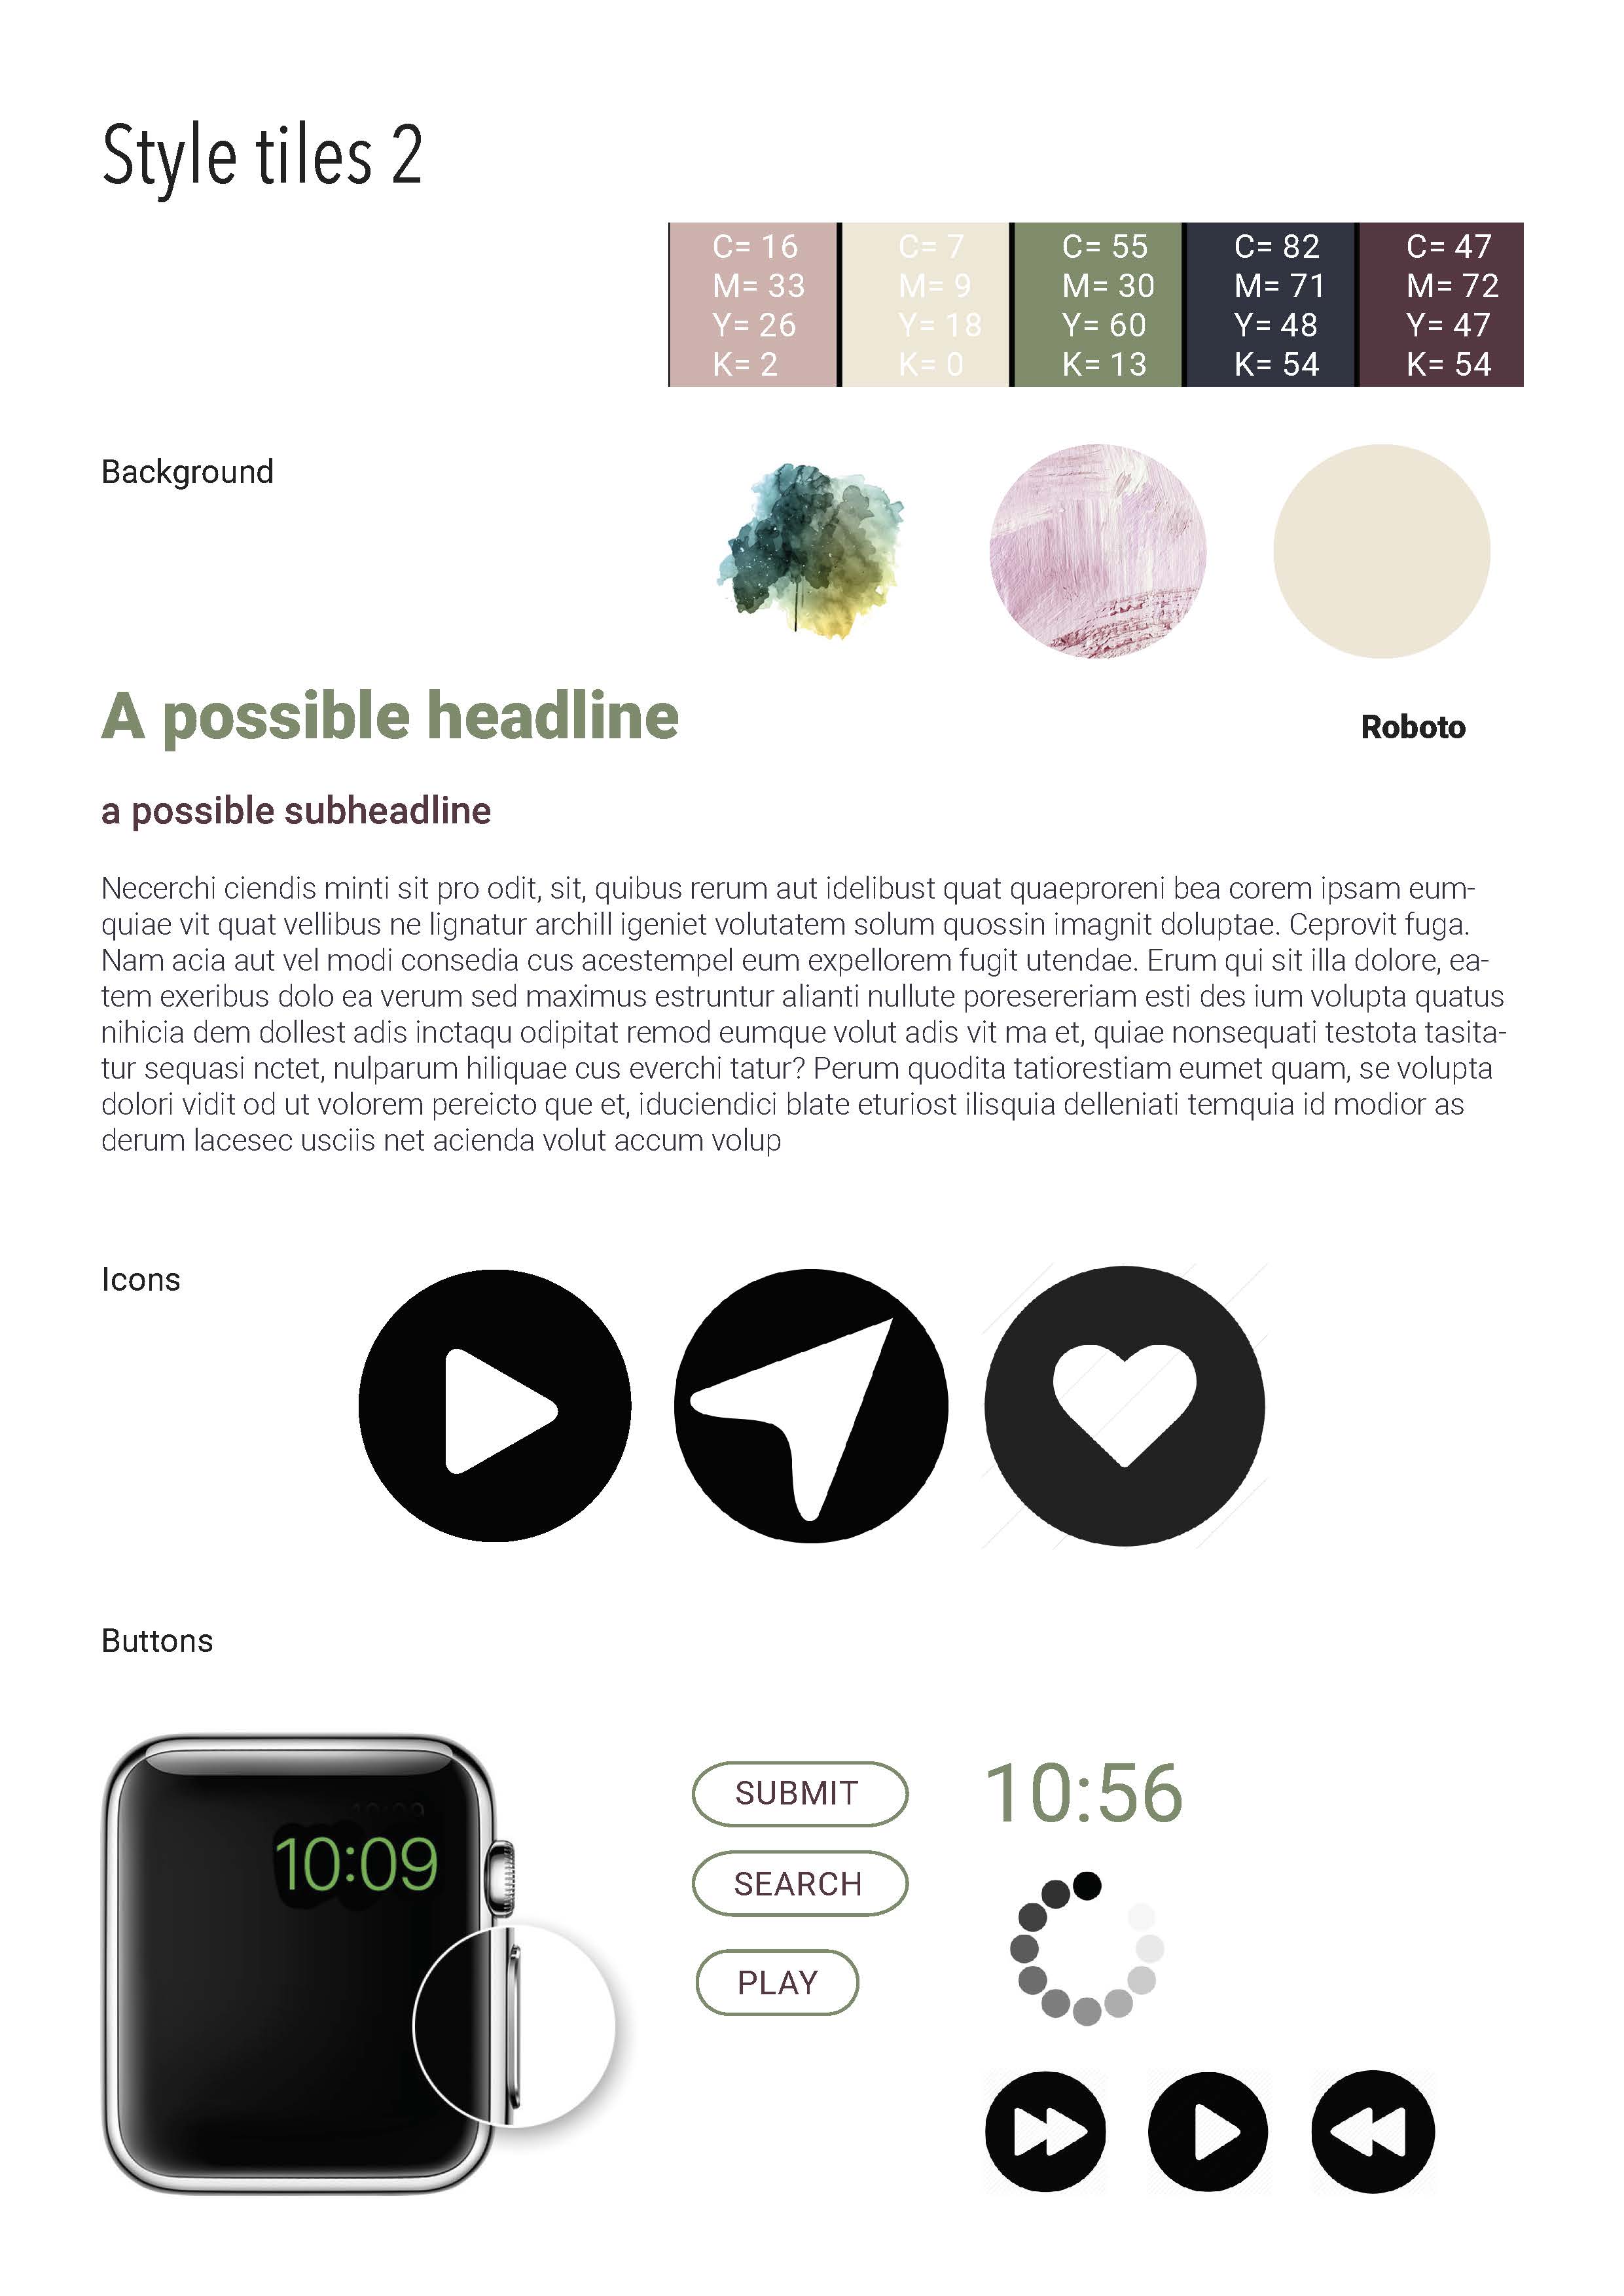 Style tiles 2
C= 16
M= 33
Y= 26
K= 2
C= 7
M= 9
Y= 18
K= 0
C= 55
M= 30
Y= 60
K= 13
C= 82
M= 71
Y= 48
K= 54
C= 47
M= 72
Y= 47
K= 54
Background
A possible headline
Roboto
a possible subheadline
Necerchi ciendis minti sit pro odit, sit, quibus rerum aut idelibust quat quaeproreni bea corem ipsam eum-
quiae vit quat vellibus ne lignatur archill igeniet volutatem solum quossin imagnit doluptae. Ceprovit fuga.
Nam acia aut vel modi consedia cus acestempel eum expellorem fugit utendae. Erum qui sit illa dolore, ea-
tem exeribus dolo ea verum sed maximus estruntur alianti nullute poresereriam esti des ium volupta quatus
nihicia dem dollest adis inctaqu odipitat remod eumque volut adis vit ma et, quiae nonsequati testota tasita-
tur sequasi nctet, nulparum hiliquae cus everchi tatur? Perum quodita tatiorestiam eumet quam, se volupta
dolori vidit od ut volorem pereicto que et, iduciendici blate eturiost ilisquia delleniati temquia id modior as
derum lacesec usciis net acienda volut accum volup
Icons
Buttons
10:09
SUBMIT
SEARCH
PLAY
10:56